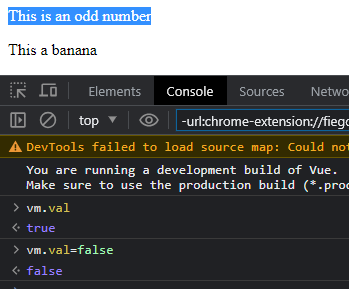 This is an odd number
This a banana
Elements Console Sources Network
top -url:chrome-extension://fiego
DevTools failed to load source map: Could not
You are running a development build of Vue.
Make sure to use the production build (*.prod
vm.val
true
vm.val=false
false